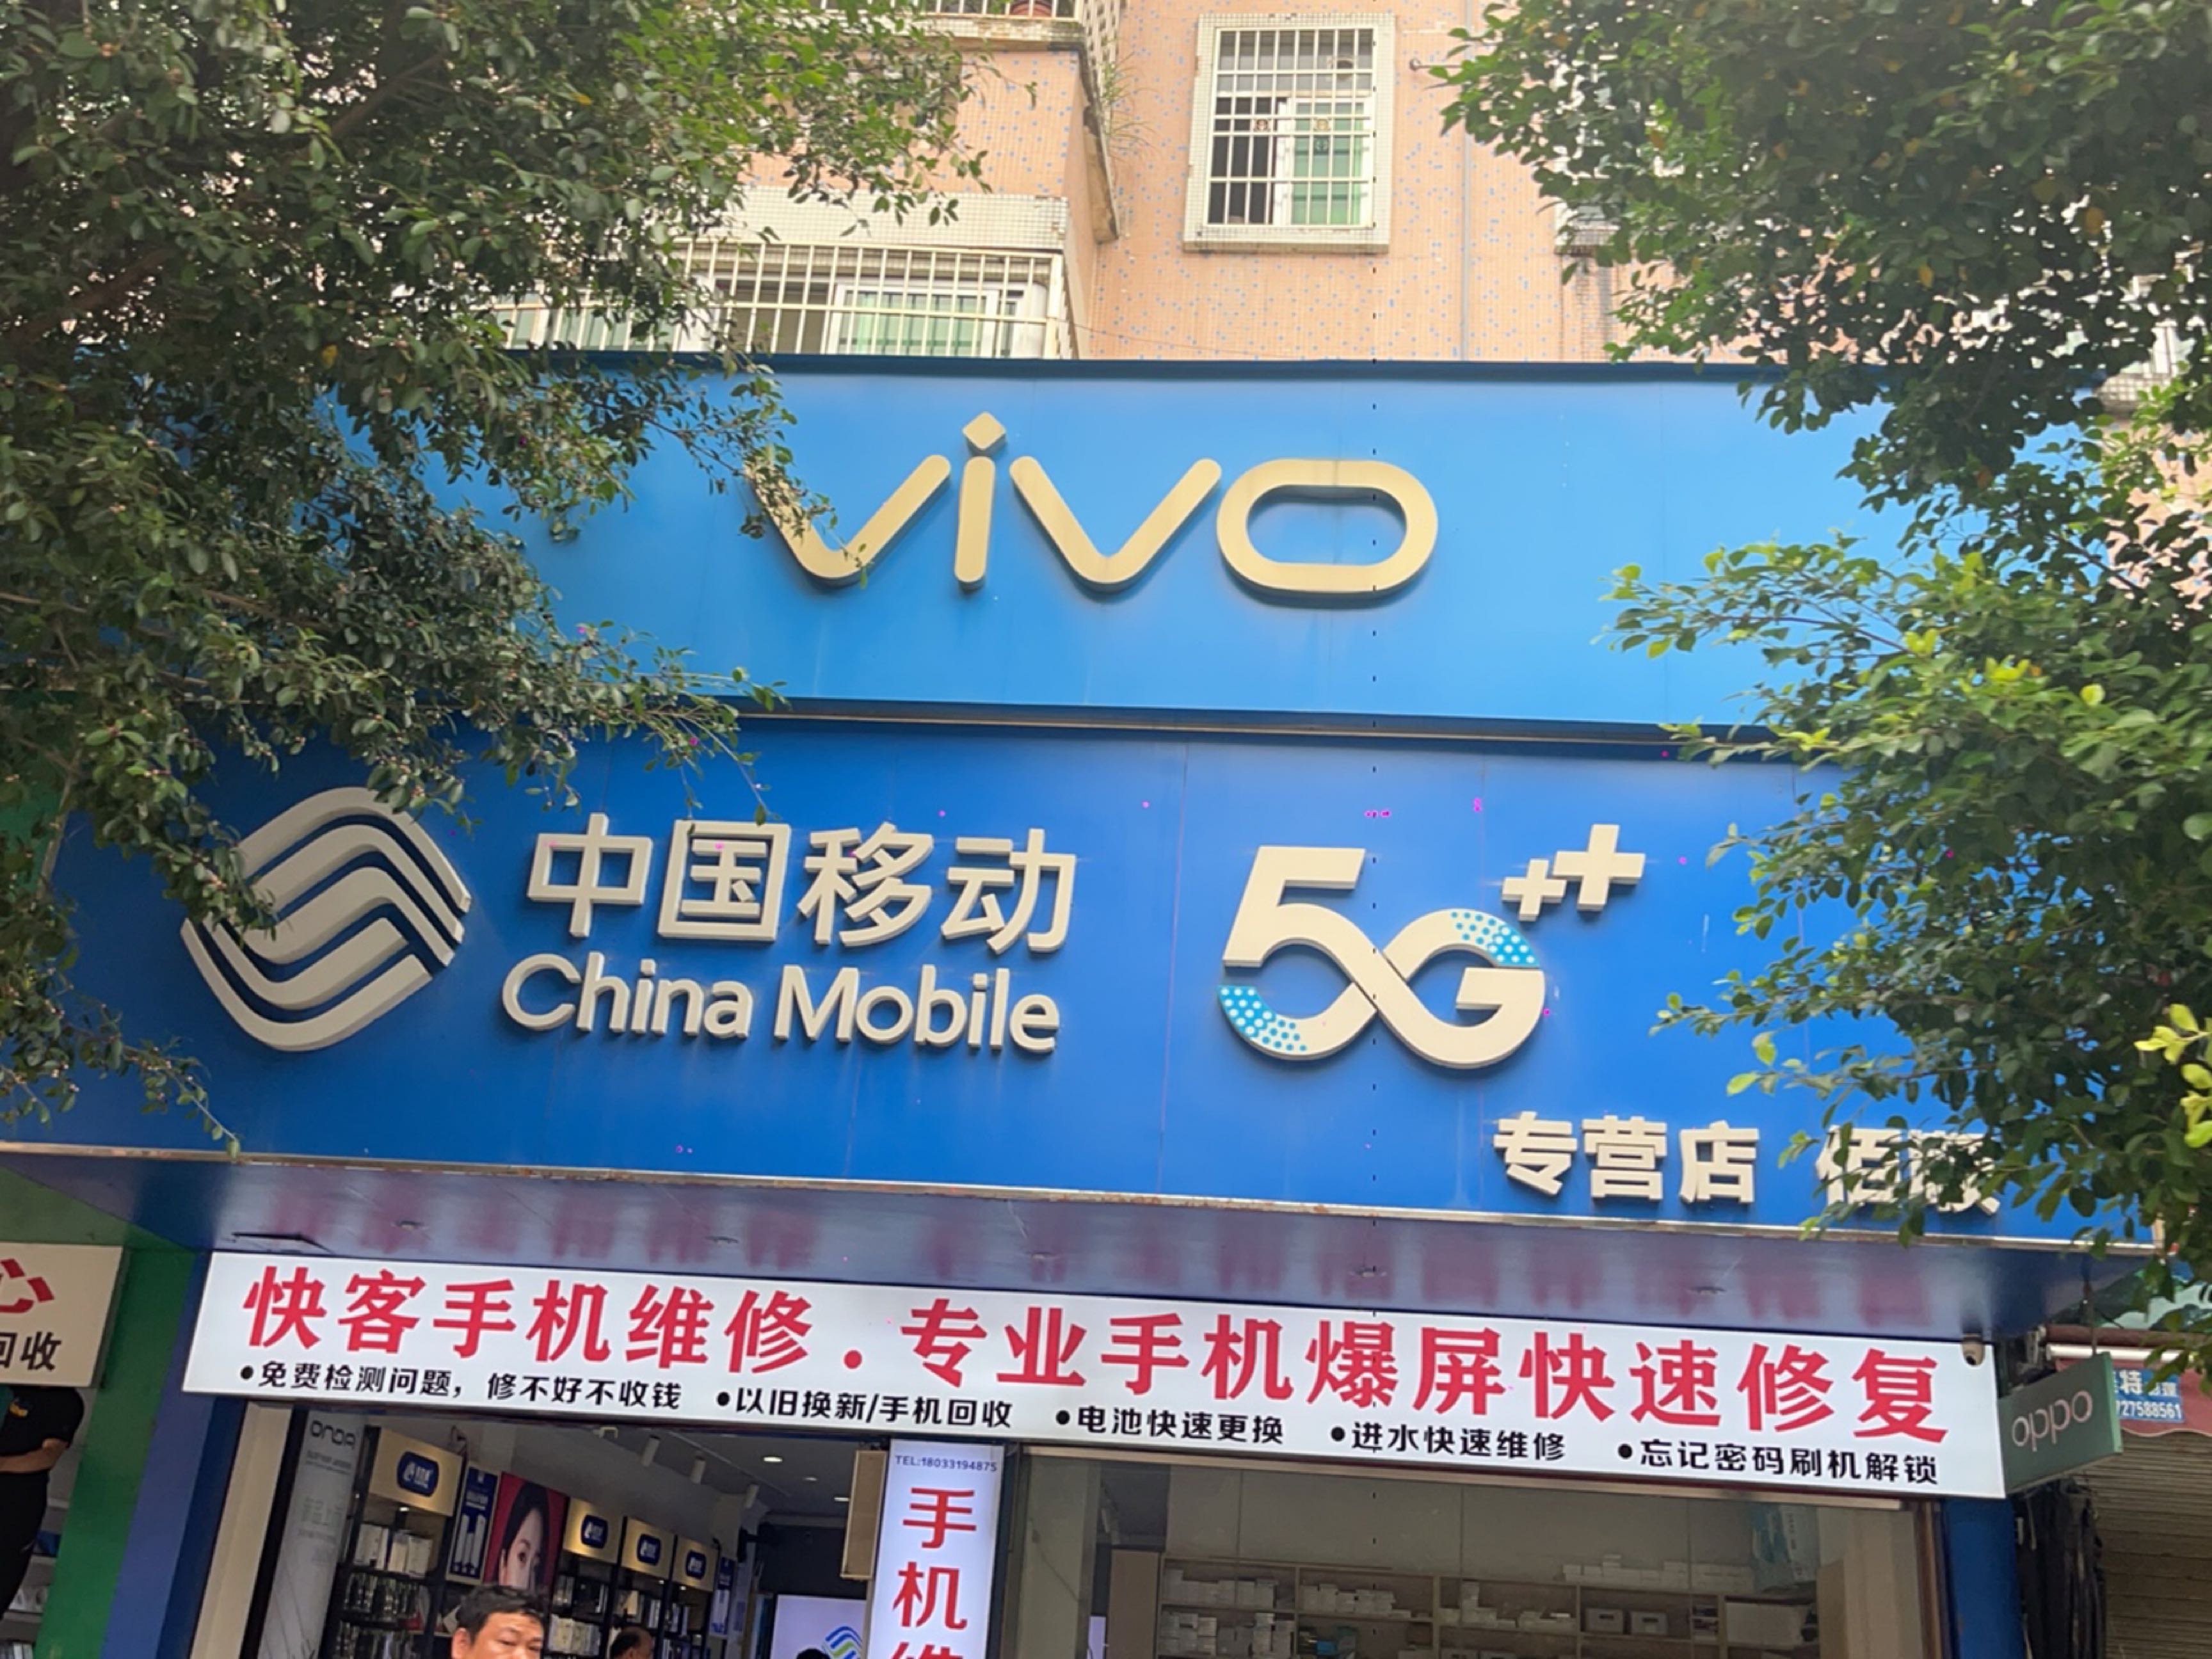 vivo
中国移动
China Mobile
5G++
专营店
快客手机维修.专业手机爆屏快速修复
•免费检测问题，修不好不收钱 •以旧换新/手机回收 •电池快速更换 •进水快速维修 •忘记密码刷机解锁
心
回收
oppo
27588561
TEL:18033194875
手机维